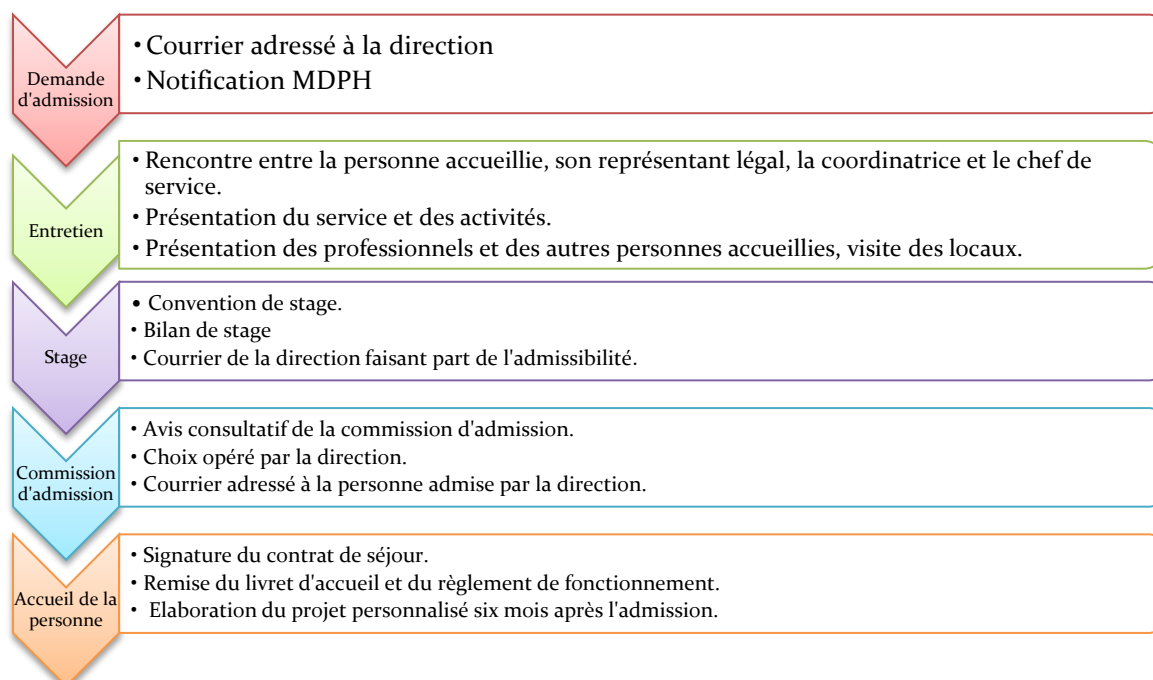 Demande
d'admission
• Courrier adressé à la direction
• Notification MDPH
Entretien
• Rencontre entre la personne accueillie, son représentant légal, la coordinatrice et le chef de
service.
• Présentation du service et des activités.
• Présentation des professionnels et des autres personnes accueillies, visite des locaux.
Stage
• Convention de stage.
• Bilan de stage
• Courrier de la direction faisant part de l'admissibilité.
Commission
d'admission
• Avis consultatif de la commission d'admission.
• Choix opéré par la direction.
• Courrier adressé à la personne admise par la direction.
Accueil de la
personne
• Signature du contrat de séjour.
• Remise du livret d'accueil et du règlement de fonctionnement.
• Elaboration du projet personnalisé six mois après l'admission.